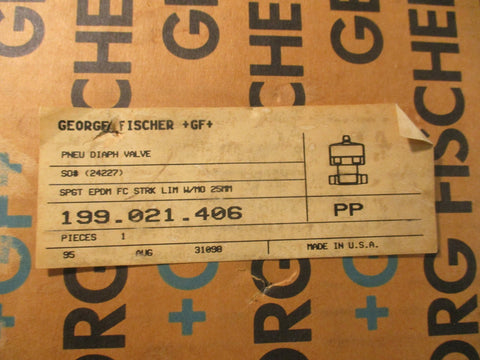 GEORGE FISCHER +GF+
PNEU DIAPH VALVE
SO# (24227)
SPGT EPDM FC STRK LIM W/MO 25MM
199.021.406
PP
PIECES 1
95 AUG 31090
MADE IN U.S.A.
GEORG FISCHER
GEORG FISCHER
+GF+